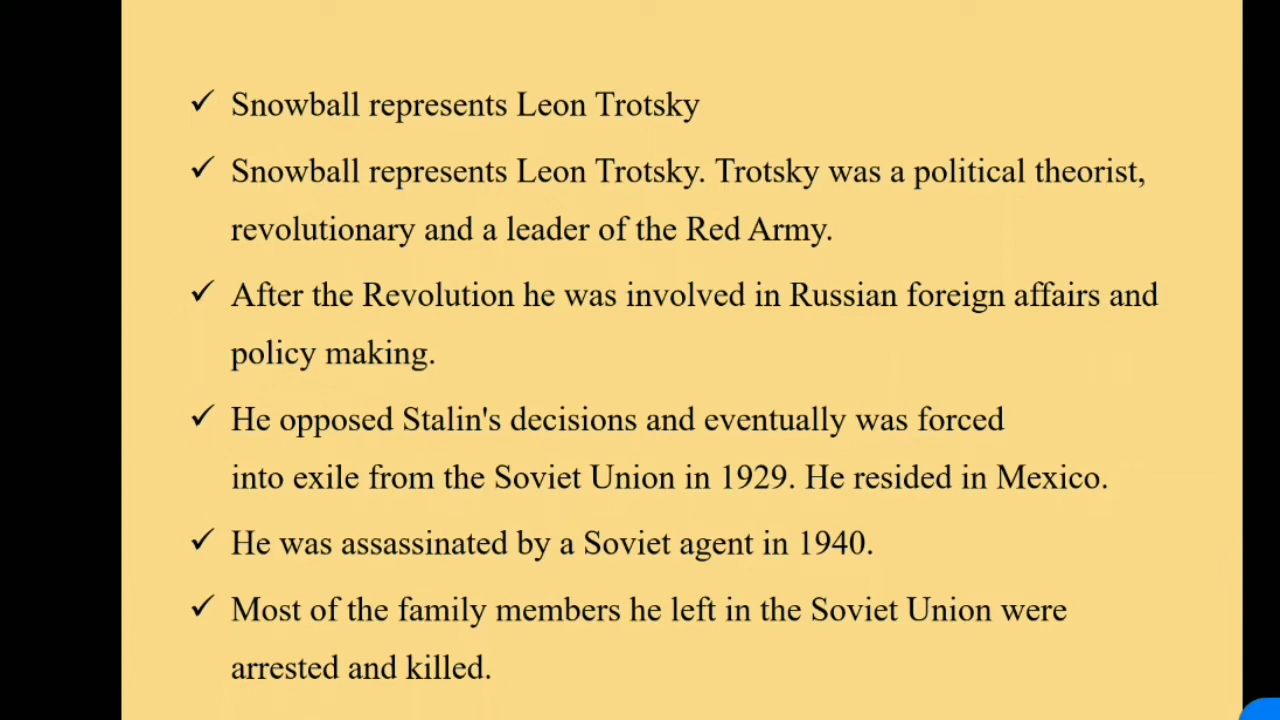 ✓ Snowball represents Leon Trotsky
✓ Snowball represents Leon Trotsky. Trotsky was a political theorist,
revolutionary and a leader of the Red Army.
✓ After the Revolution he was involved in Russian foreign affairs and
policy making.
✓ He opposed Stalin's decisions and eventually was forced
into exile from the Soviet Union in 1929. He resided in Mexico.
✓ He was assassinated by a Soviet agent in 1940.
✓ Most of the family members he left in the Soviet Union were
arrested and killed.